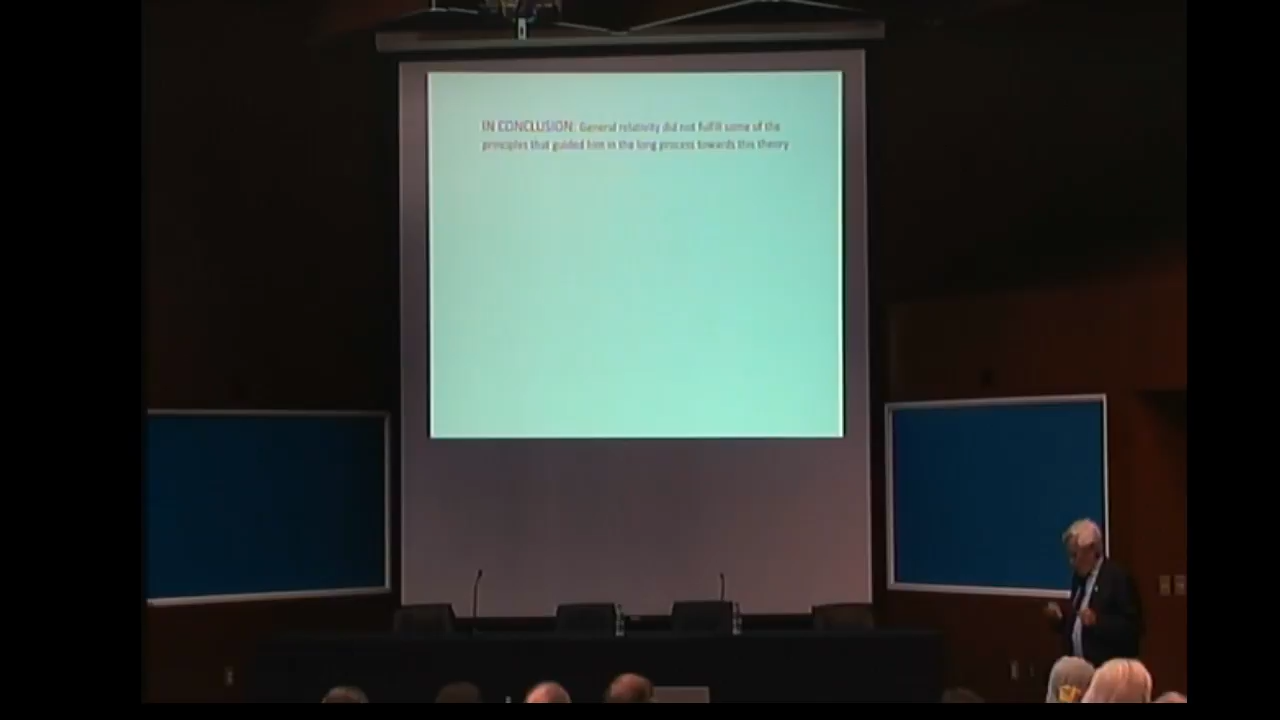 IN CONCLUSION: General relativity did not fulfill some of the
principles that guided him in the long process towards this theory